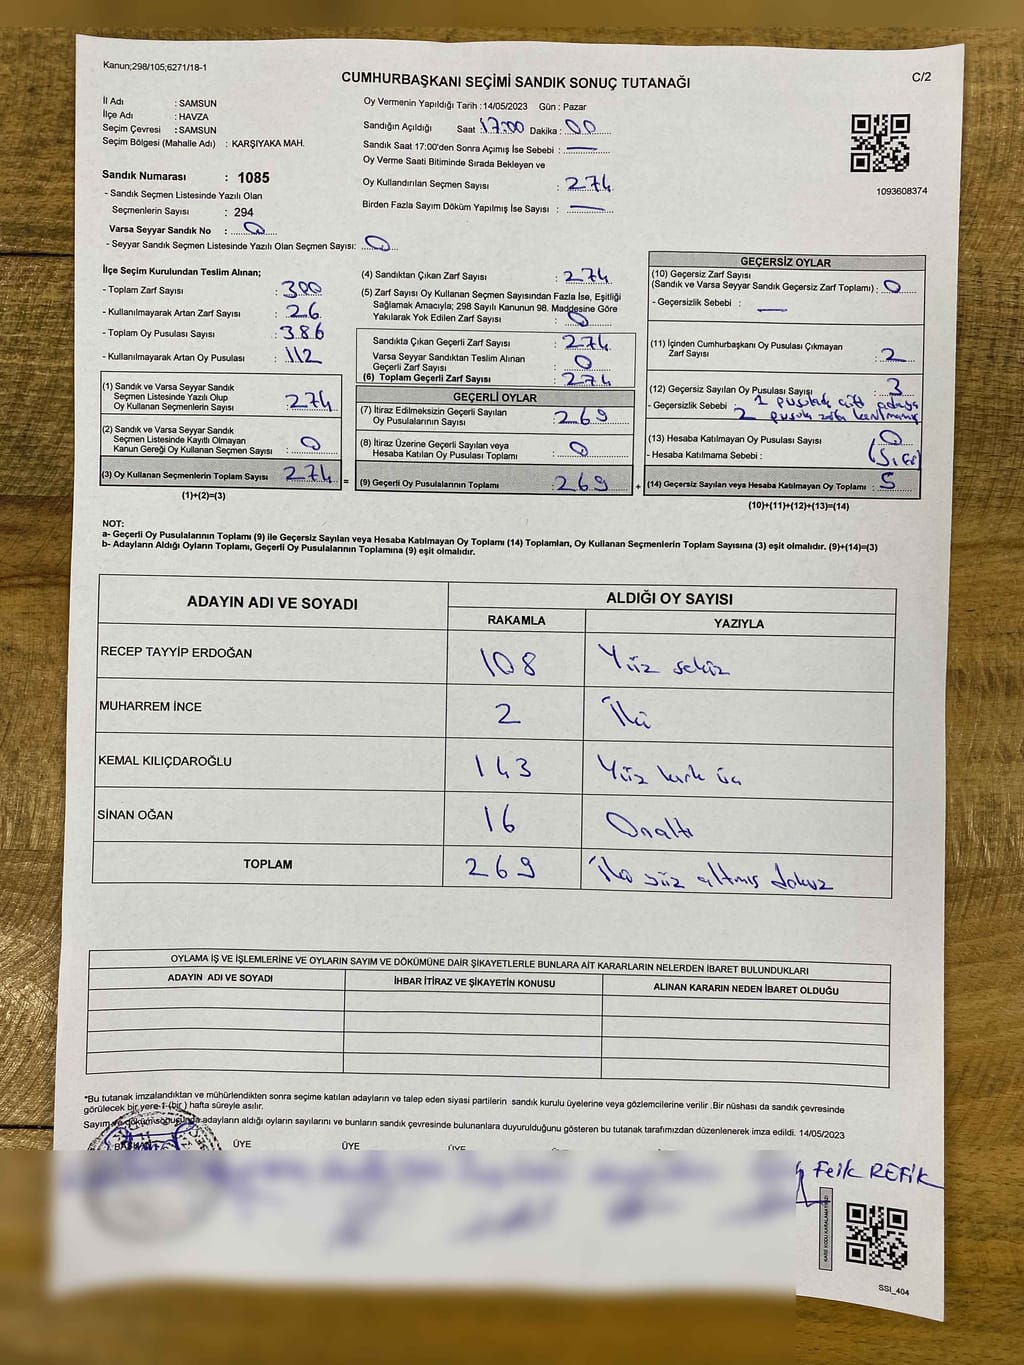 Kanun;298/105;6271/18-1
C/2
CUMHURBAŞKANI SEÇİMİ SANDIK SONUÇ TUTANAĞI
İl Adı : SAMSUN
İlçe Adı : HAVZA
Seçim Çevresi : SAMSUN
Seçim Bölgesi (Mahalle Adı) : KARŞIYAKA MAH.
Sandık Numarası : 1085
- Sandık Seçmen Listesinde Yazılı Olan
Seçmenlerin Sayısı : 294
Varsa Seyyar Sandık No : 0
- Seyyar Sandık Seçmen Listesinde Yazılı Olan Seçmen Sayısı: 0
Oy Vermenin Yapıldığı Tarih :14/05/2023 Gün : Pazar
Sandığın Açıldığı Saat 17:00 Dakika : 00
Sandık Saat 17:00'den Sonra Açımış İse Sebebi : —
Oy Verme Saati Bitiminde Sırada Bekleyen ve
Oy Kullandırılan Seçmen Sayısı : 274
Birden Fazla Sayım Döküm Yapılmış İse Sayısı : —
1093608374
İlçe Seçim Kurulundan Teslim Alınan;
- Toplam Zarf Sayısı : 300
- Kullanılmayarak Artan Zarf Sayısı : 26
- Toplam Oy Pusulası Sayısı : 386
- Kullanılmayarak Artan Oy Pusulası : 112
(1) Sandık ve Varsa Seyyar Sandık
Seçmen Listesinde Yazılı Olup
Oy Kullanan Seçmenlerin Sayısı : 274
(2) Sandık ve Varsa Seyyar Sandık
Seçmen Listesinde Kayıtlı Olmayan
Kanun Gereği Oy Kullanan Seçmen Sayısı : 0
(3) Oy Kullanan Seçmenlerin Toplam Sayısı : 274 =
(1)+(2)=(3)
(4) Sandıktan Çıkan Zarf Sayısı : 274
(5) Zarf Sayısı Oy Kullanan Seçmen Sayısından Fazla İse, Eşitliği
Sağlamak Amacıyla; 298 Sayılı Kanunun 98. Maddesine Göre
Yakılarak Yok Edilen Zarf Sayısı : 0
Sandıkta Çıkan Geçerli Zarf Sayısı : 274
Varsa Seyyar Sandıktan Teslim Alınan
Geçerli Zarf Sayısı : 0
(6) Toplam Geçerli Zarf Sayısı : 274
GEÇERLİ OYLAR
(7) İtiraz Edilmeksizin Geçerli Sayılan
Oy Pusulalarının Sayısı : 269
(8) İtiraz Üzerine Geçerli Sayılan veya
Hesaba Katılan Oy Pusulası Toplamı : 0
(9) Geçerli Oy Pusulalarının Toplamı : 269 +
GEÇERSİZ OYLAR
(10) Geçersiz Zarf Sayısı
(Sandık ve Varsa Seyyar Sandık Geçersiz Zarf Toplamı) : 0
- Geçersizlik Sebebi : —
(11) İçinden Cumhurbaşkanı Oy Pusulası Çıkmayan
Zarf Sayısı : 2
(12) Geçersiz Sayılan Oy Pusulası Sayısı : 3
- Geçersizlik Sebebi 1 pusulada çift adaya
2 pusula
(13) Hesaba Katılmayan Oy Pusulası Sayısı : 0
- Hesaba Katılmama Sebebi :
(14) Geçersiz Sayılan veya Hesaba Katılmayan Oy Toplamı : 5
(10)+(11)+(12)+(13)=(14)
NOT:
a- Geçerli Oy Pusulalarının Toplamı (9) ile Geçersiz Sayılan veya Hesaba Katılmayan Oy Toplamı (14) Toplamları, Oy Kullanan Seçmenlerin Toplam Sayısına (3) eşit olmalıdır. (9)+(14)=(3)
b- Adayların Aldığı Oyların Toplamı, Geçerli Oy Pusulalarının Toplamına (9) eşit olmalıdır.
ADAYIN ADI VE SOYADI
ALDIĞI OY SAYISI
RAKAMLA YAZIYLA
RECEP TAYYİP ERDOĞAN 108 Yüz sekiz
MUHARREM İNCE 2 İki
KEMAL KILIÇDAROĞLU 143 Yüz kırk üç
SİNAN OĞAN 16 Onaltı
TOPLAM 269 İki yüz altmış dokuz
OYLAMA İŞ VE İŞLEMLERİNE VE OYLARIN SAYIM VE DÖKÜMÜNE DAİR ŞİKAYETLERLE BUNLARA AİT KARARLARIN NELERDEN İBARET BULUNDUKLARI
ADAYIN ADI VE SOYADI İHBAR İTİRAZ VE ŞİKAYETİN KONUSU ALINAN KARARIN NEDEN İBARET OLDUĞU
*Bu tutanak imzalandıktan ve mühürlendikten sonra seçime katılan adayların ve talep eden siyasi partilerin sandık kurulu üyelerine veya gözlemcilerine verilir .Bir nüshası da sandık çevresinde
görülecek bir yere 1 (bir ) hafta süreyle asılır.
Sayım ve döküm sonucunda adayların aldığı oyların sayılarını ve bunların sandık çevresinde bulunanlara duyurulduğunu gösteren bu tutanak tarafımızdan düzenlenerek imza edildi. 14/05/2023
BAŞKAN ÜYE ÜYE ÜYE
REFİK
SSI_404